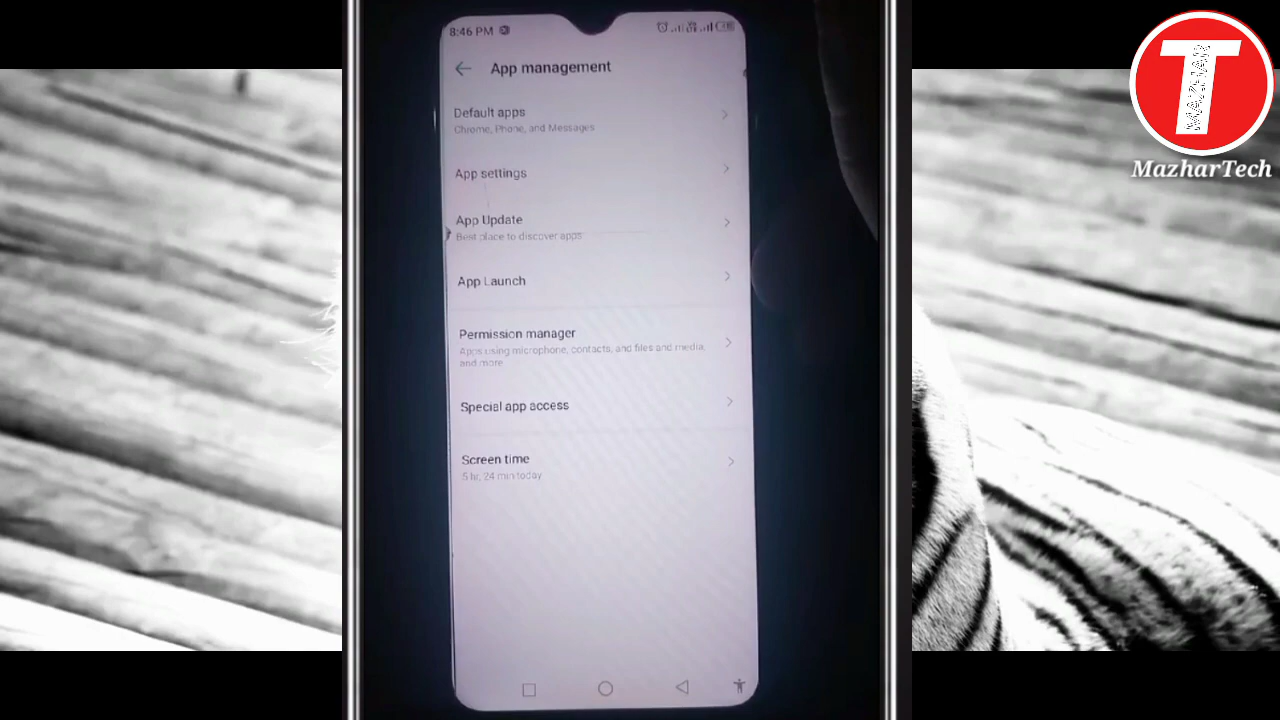 8:46 PM
App management
Default apps
Chrome, Phone, and Messages
App settings
App Update
Best place to discover apps
App Launch
Permission manager
Apps using microphone, contacts, and files and media,
and more
Special app access
Screen time
5 hr, 24 min today
T
MAZHAR
MazharTech